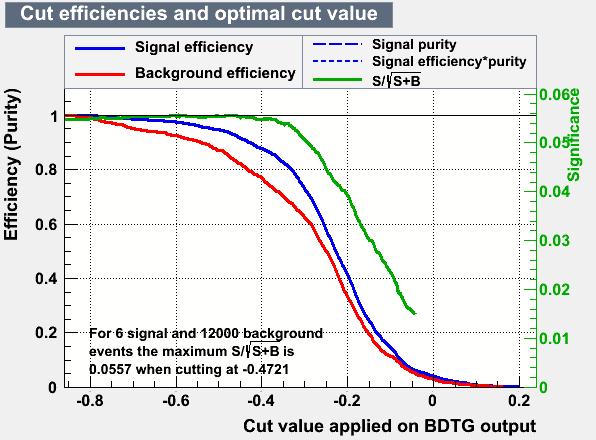 Cut efficiencies and optimal cut value
Signal efficiency
Background efficiency
Signal purity
Signal efficiency*purity
S/√S+B
Efficiency (Purity)
1
0.8
0.6
0.4
0.2
0
0.06
0.05
0.04
0.03
0.02
0.01
0
Significance
For 6 signal and 12000 background
events the maximum S/√S+B is
0.0557 when cutting at -0.4721
-0.8
-0.6
-0.4
-0.2
0
0.2
Cut value applied on BDTG output